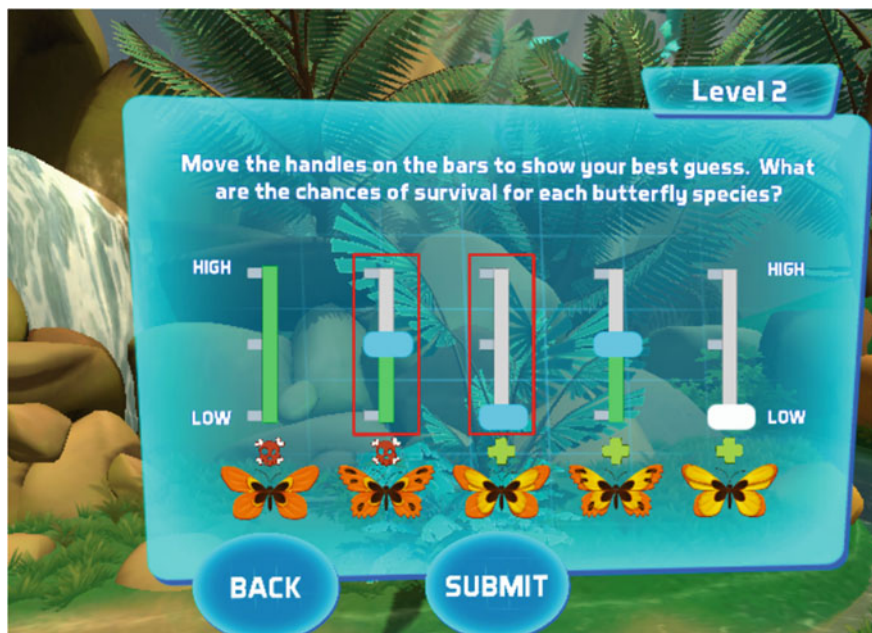 Level 2
Move the handles on the bars to show your best guess. What
are the chances of survival for each butterfly species?
HIGH
HIGH
LOW
LOW
BACK
SUBMIT